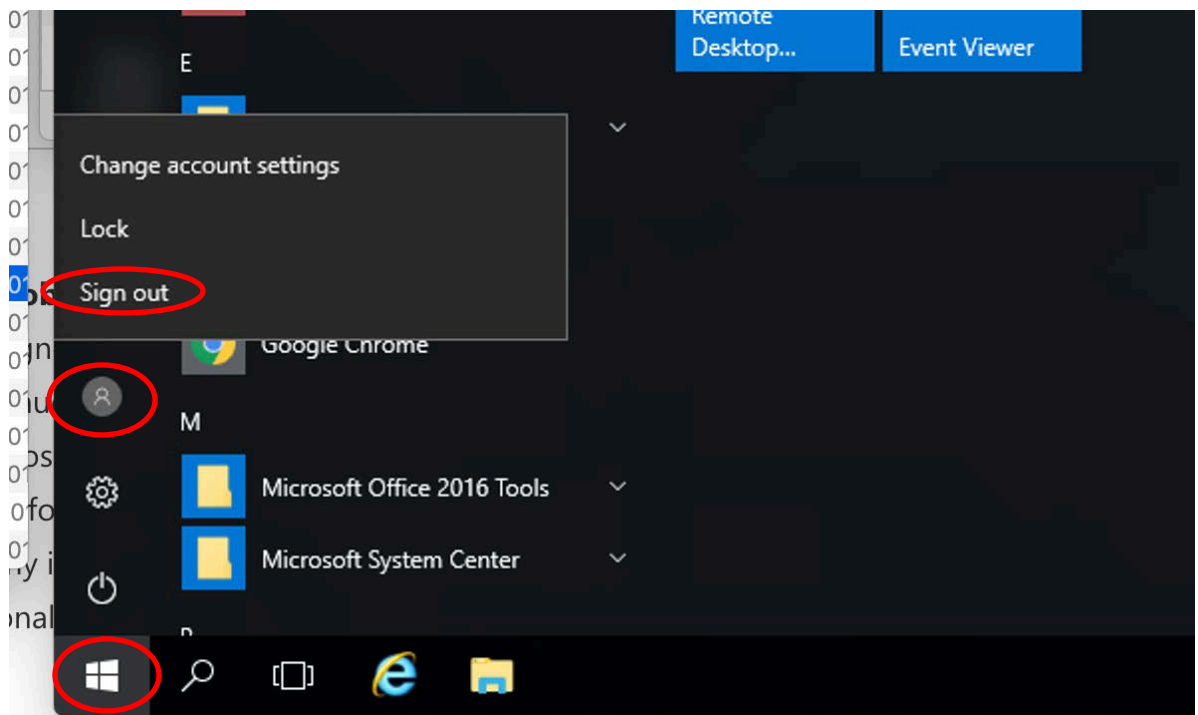 Remote
Desktop...
Event Viewer
E
Change account settings
Lock
Sign out
Google Chrome
M
Microsoft Office 2016 Tools
Microsoft System Center